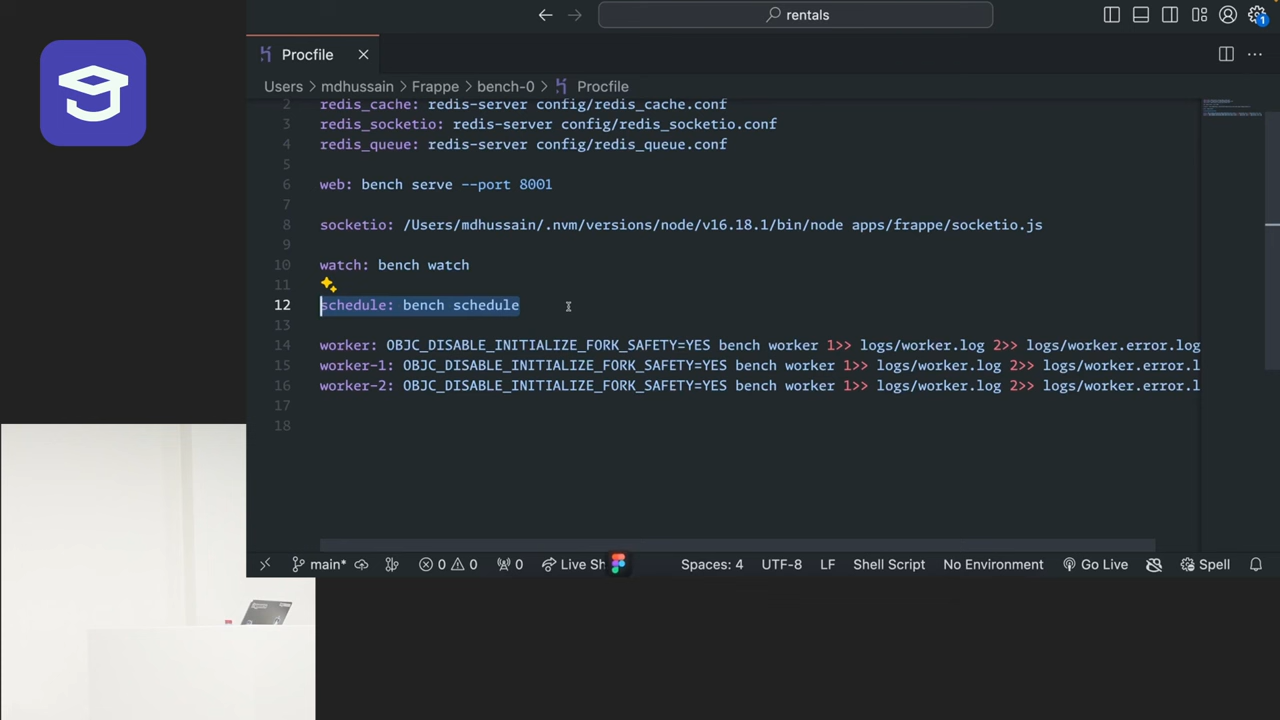 rentals
1
Procfile
Users > mdhussain > Frappe > bench-0 > Procfile
2 redis_cache: redis-server config/redis_cache.conf
3 redis_socketio: redis-server config/redis_socketio.conf
4 redis_queue: redis-server config/redis_queue.conf
5
6 web: bench serve --port 8001
7
8 socketio: /Users/mdhussain/.nvm/versions/node/v16.18.1/bin/node apps/frappe/socketio.js
9
10 watch: bench watch
11
12 schedule: bench schedule
13
14 worker: OBJC_DISABLE_INITIALIZE_FORK_SAFETY=YES bench worker 1>> logs/worker.log 2>> logs/worker.error.log
15 worker-1: OBJC_DISABLE_INITIALIZE_FORK_SAFETY=YES bench worker 1>> logs/worker.log 2>> logs/worker.error.l
16 worker-2: OBJC_DISABLE_INITIALIZE_FORK_SAFETY=YES bench worker 1>> logs/worker.log 2>> logs/worker.error.l
17
18
main* 0 0 0 Live Sh Spaces: 4 UTF-8 LF Shell Script No Environment Go Live Spell